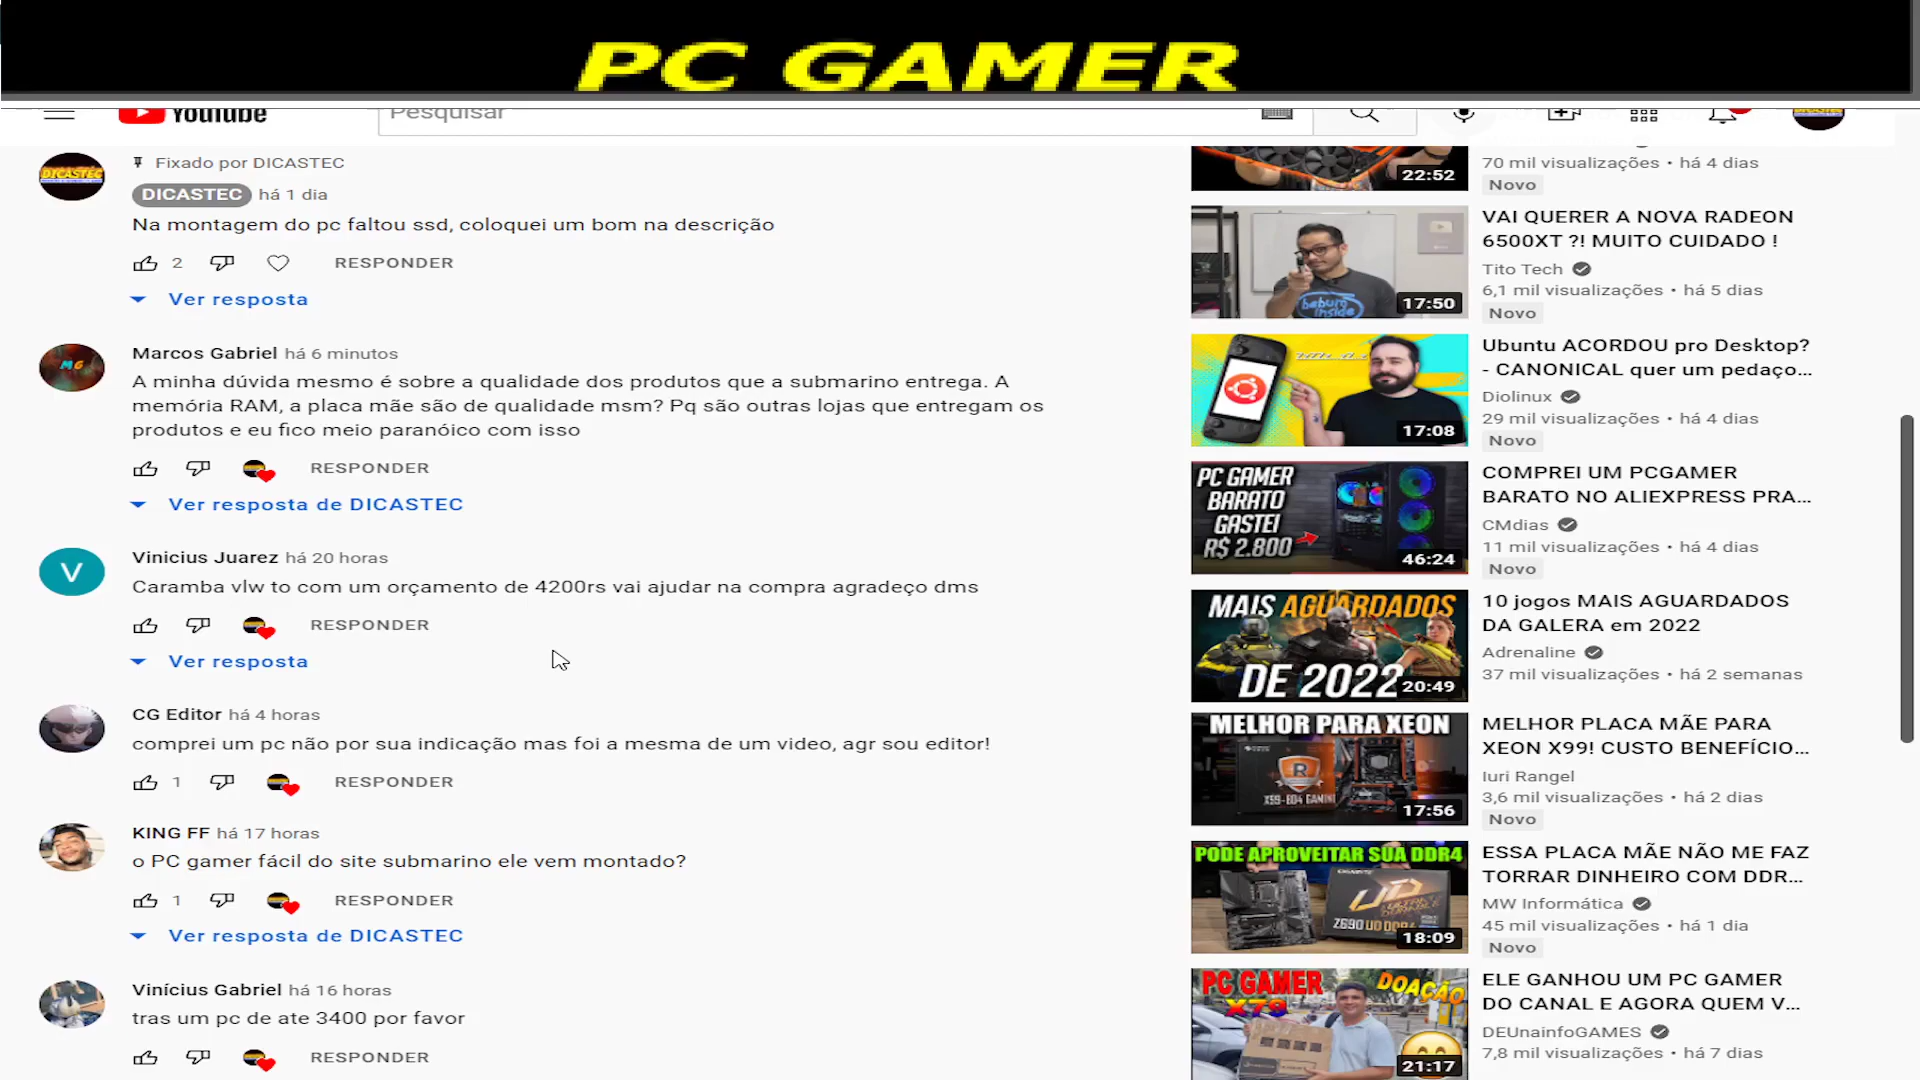 PC GAMER
YouTube
Pesquisar
Fixado por DICASTEC
DICASTEC há 1 dia
Na montagem do pc faltou ssd, coloquei um bom na descrição
2 RESPONDER
Ver resposta
Marcos Gabriel há 6 minutos
A minha dúvida mesmo é sobre a qualidade dos produtos que a submarino entrega. A
memória RAM, a placa mãe são de qualidade msm? Pq são outras lojas que entregam os
produtos e eu fico meio paranóico com isso
RESPONDER
Ver resposta de DICASTEC
V
Vinicius Juarez há 20 horas
Caramba vlw to com um orçamento de 4200rs vai ajudar na compra agradeço dms
RESPONDER
Ver resposta
CG Editor há 4 horas
comprei um pc não por sua indicação mas foi a mesma de um video, agr sou editor!
1 RESPONDER
KING FF há 17 horas
o PC gamer fácil do site submarino ele vem montado?
1 RESPONDER
Ver resposta de DICASTEC
Vinícius Gabriel há 16 horas
tras um pc de ate 3400 por favor
RESPONDER
22:52
70 mil visualizações • há 4 dias
Novo
babum
inside
17:50
VAI QUERER A NOVA RADEON
6500XT ?! MUITO CUIDADO !
Tito Tech
6,1 mil visualizações • há 5 dias
Novo
17:08
Ubuntu ACORDOU pro Desktop?
- CANONICAL quer um pedaço...
Diolinux
29 mil visualizações • há 4 dias
Novo
PC GAMER
BARATO
GASTEI
R$ 2.800
46:24
COMPREI UM PCGAMER
BARATO NO ALIEXPRESS PRA...
CMdias
11 mil visualizações • há 4 dias
Novo
MAIS AGUARDADOS
DE 2022
20:49
10 jogos MAIS AGUARDADOS
DA GALERA em 2022
Adrenaline
37 mil visualizações • há 2 semanas
MELHOR PARA XEON
17:56
MELHOR PLACA MÃE PARA
XEON X99! CUSTO BENEFÍCIO...
Iuri Rangel
3,6 mil visualizações • há 2 dias
Novo
PODE APROVEITAR SUA DDR4
Z690 UD DDR4
18:09
ESSA PLACA MÃE NÃO ME FAZ
TORRAR DINHEIRO COM DDR...
MW Informática
45 mil visualizações • há 1 dia
Novo
PC GAMER
X79
DOAÇÃO
21:17
ELE GANHOU UM PC GAMER
DO CANAL E AGORA QUEM V...
DEUnainfoGAMES
7,8 mil visualizações • há 7 dias